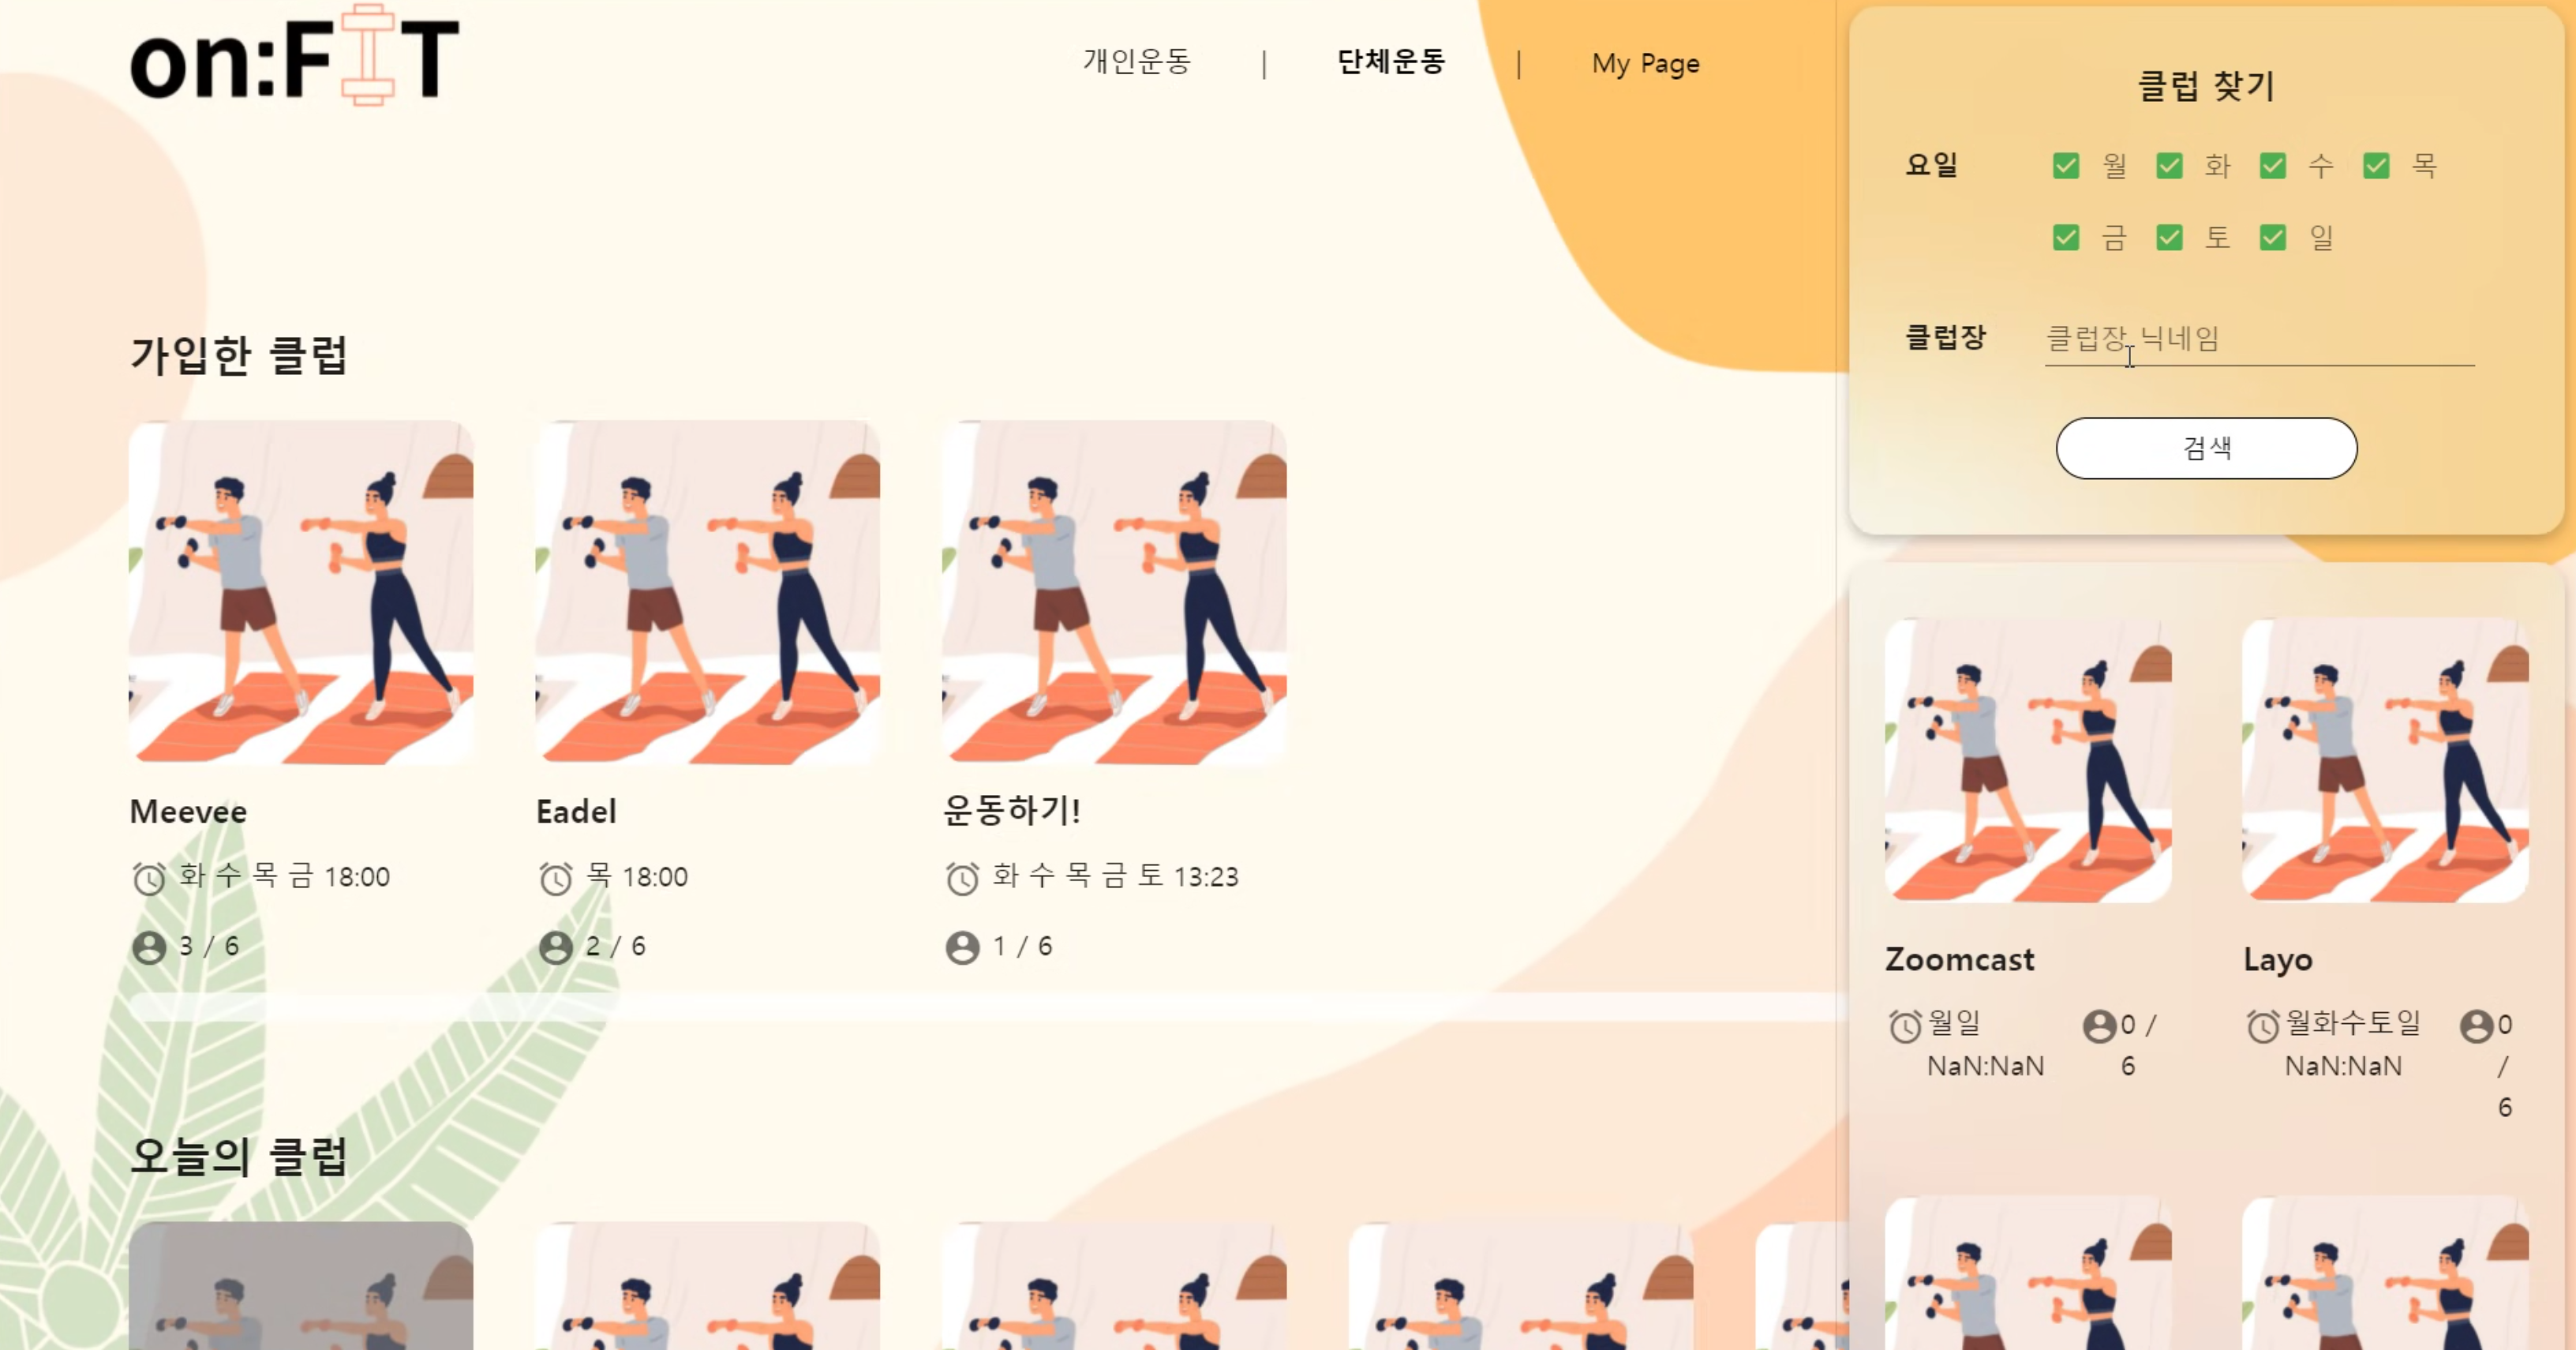 on:FIT
개인운동 | 단체운동 | My Page
가입한 클럽
Meevee
화 수 목 금 18:00
3 / 6
Eadel
목 18:00
2 / 6
운동하기!
화 수 목 금 토 13:23
1 / 6
오늘의 클럽
클럽 찾기
요일 월 화 수 목
금 토 일
클럽장 클럽장 닉네임
검색
Zoomcast
월일 0 /
NaN:NaN 6
Layo
월화수토일 0
NaN:NaN /
6